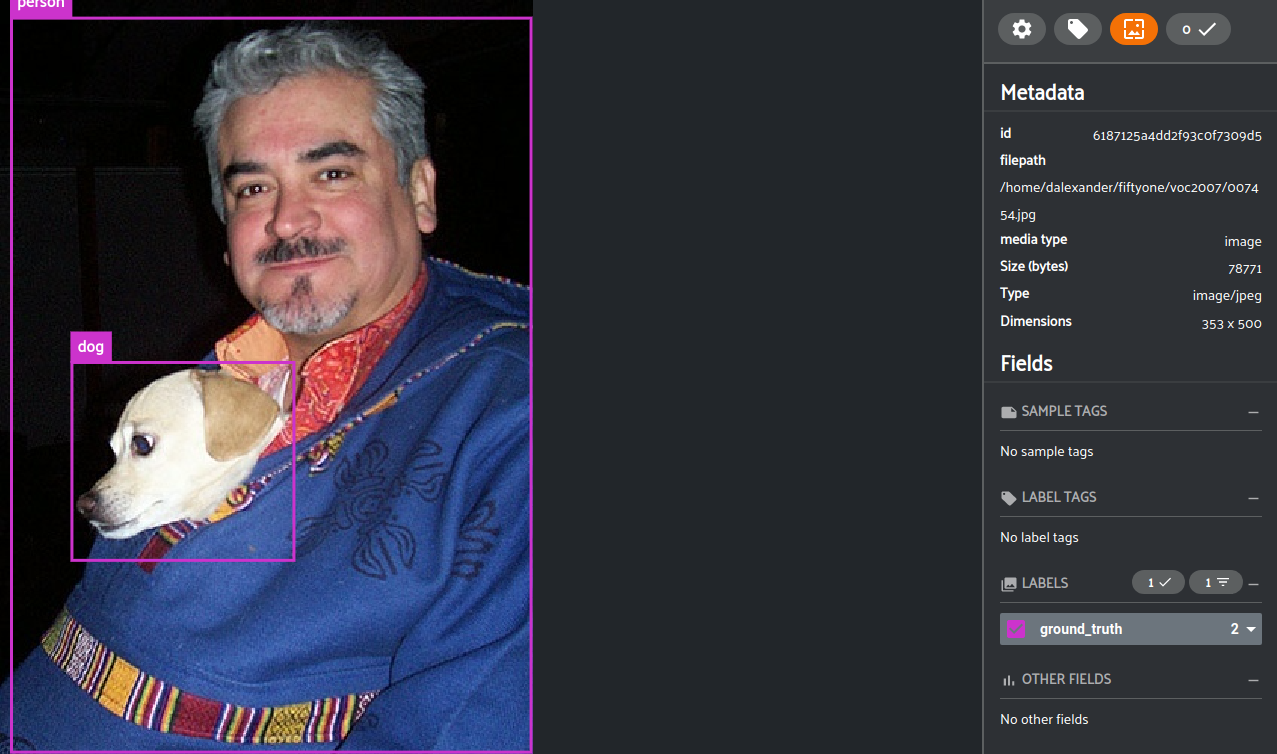 person
dog
0
Metadata
id 6187125a4dd2f93c0f7309d5
filepath
/home/dalexander/fiftyone/voc2007/0074
54.jpg
media type image
Size (bytes) 78771
Type image/jpeg
Dimensions 353 x 500
Fields
SAMPLE TAGS
No sample tags
LABEL TAGS
No label tags
LABELS 1 1
ground_truth 2
OTHER FIELDS
No other fields